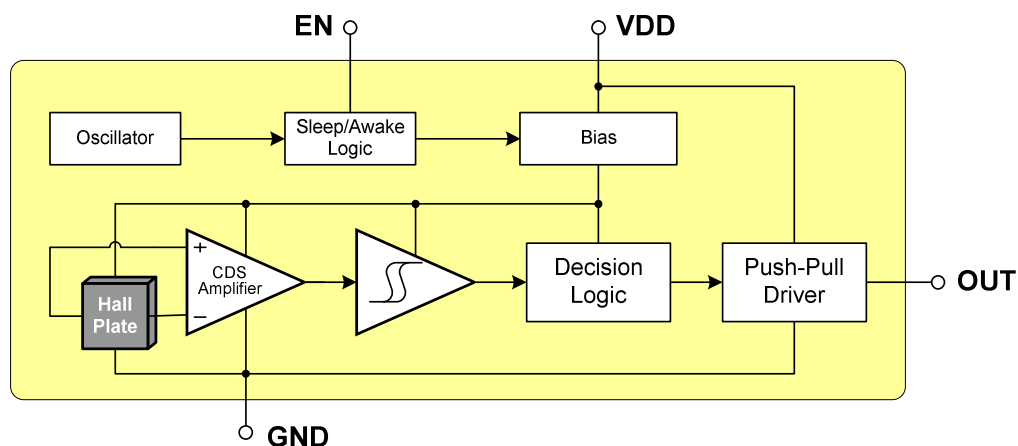 EN
VDD
Oscillator
Sleep/Awake
Logic
Bias
+
CDS
Amplifier
−
Hall
Plate
Decision
Logic
Push-Pull
Driver
OUT
GND